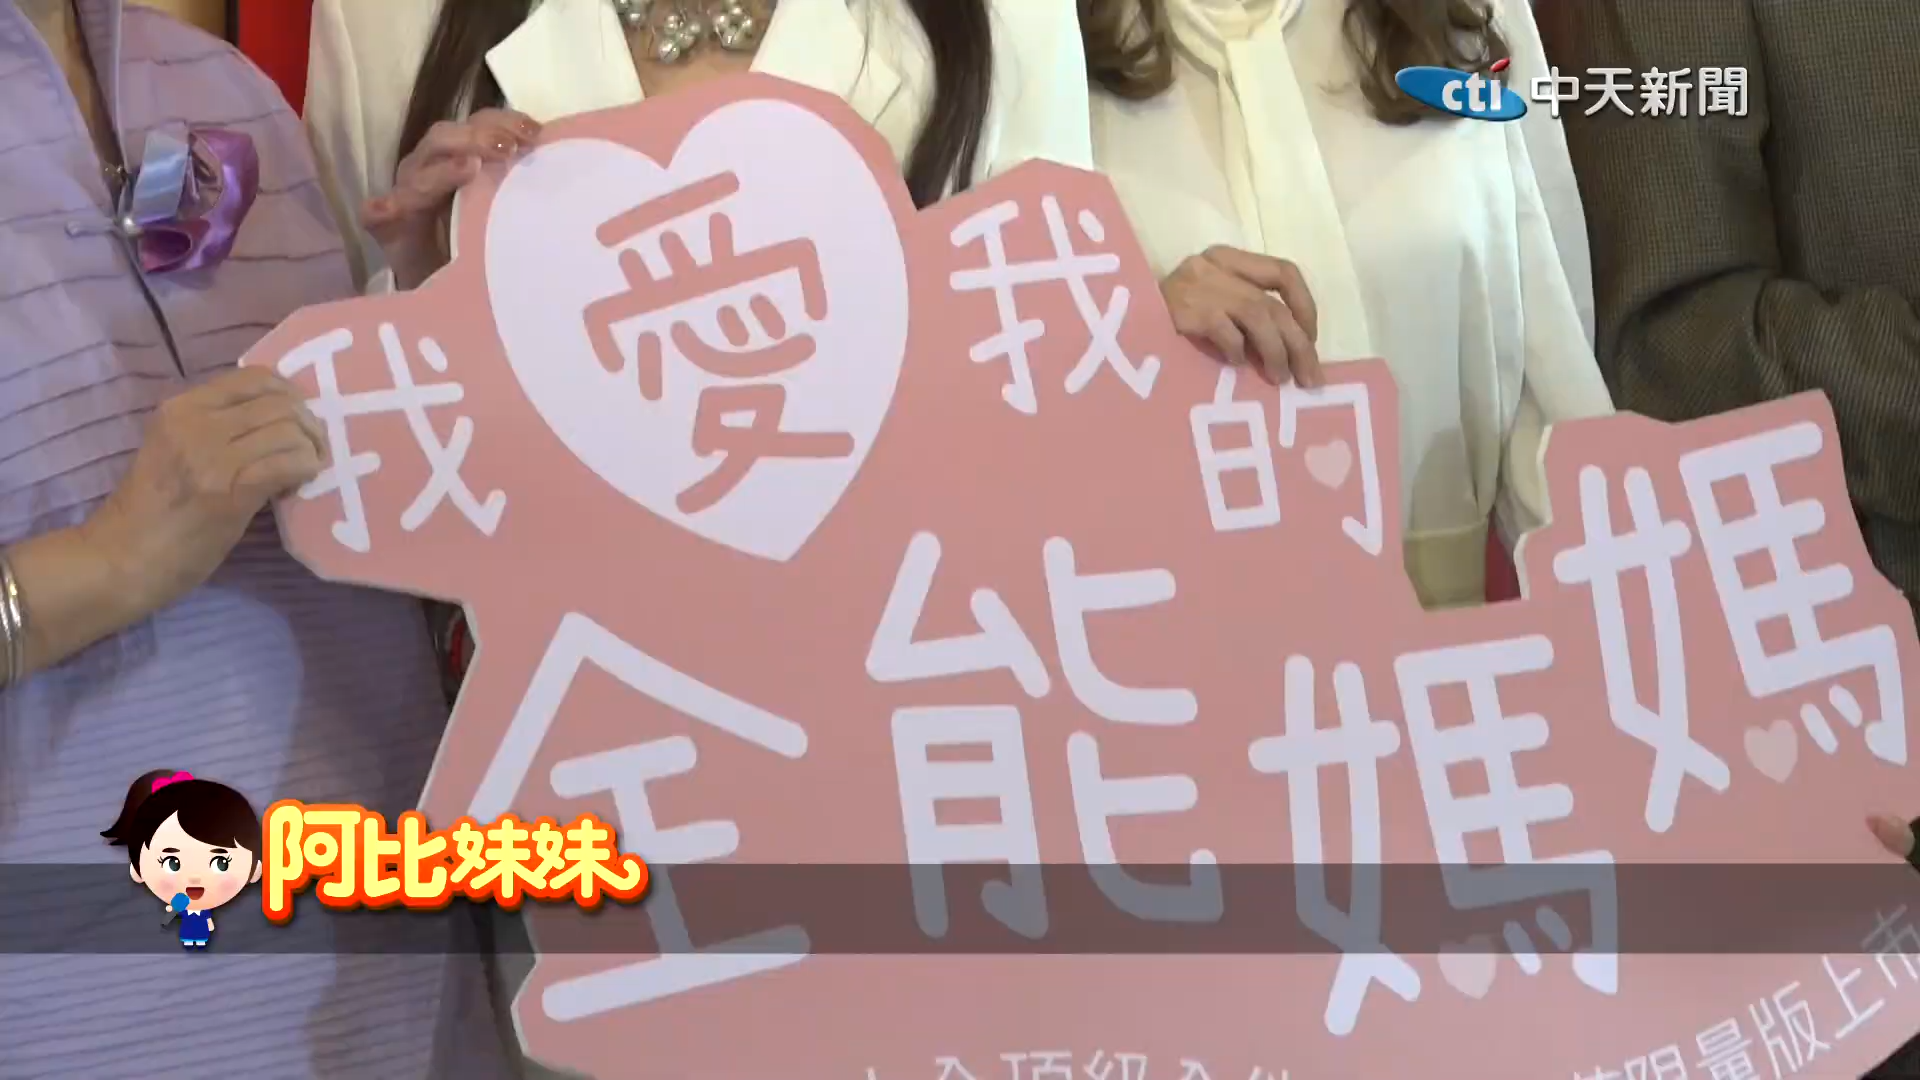 cti 中天新聞
我愛我的
全能媽媽
限量版上市
阿比妹妹